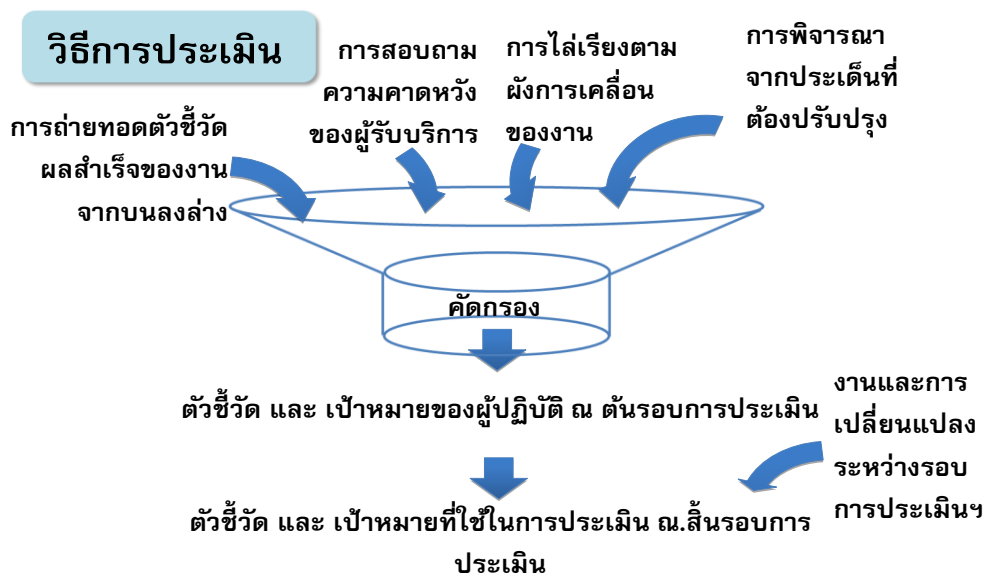 วิธีการประเมิน
การถ่ายทอดตัวชี้วัด
ผลสำเร็จของงาน
จากบนลงล่าง
การสอบถาม
ความคาดหวัง
ของผู้รับบริการ
การไล่เรียงตาม
ผังการเคลื่อน
ของงาน
การพิจารณา
จากประเด็นที่
ต้องปรับปรุง
คัดกรอง
ตัวชี้วัด และ เป้าหมายของผู้ปฏิบัติ ณ ต้นรอบการประเมิน
งานและการ
เปลี่ยนแปลง
ระหว่างรอบ
การประเมินฯ
ตัวชี้วัด และ เป้าหมายที่ใช้ในการประเมิน ณ.สิ้นรอบการ
ประเมิน